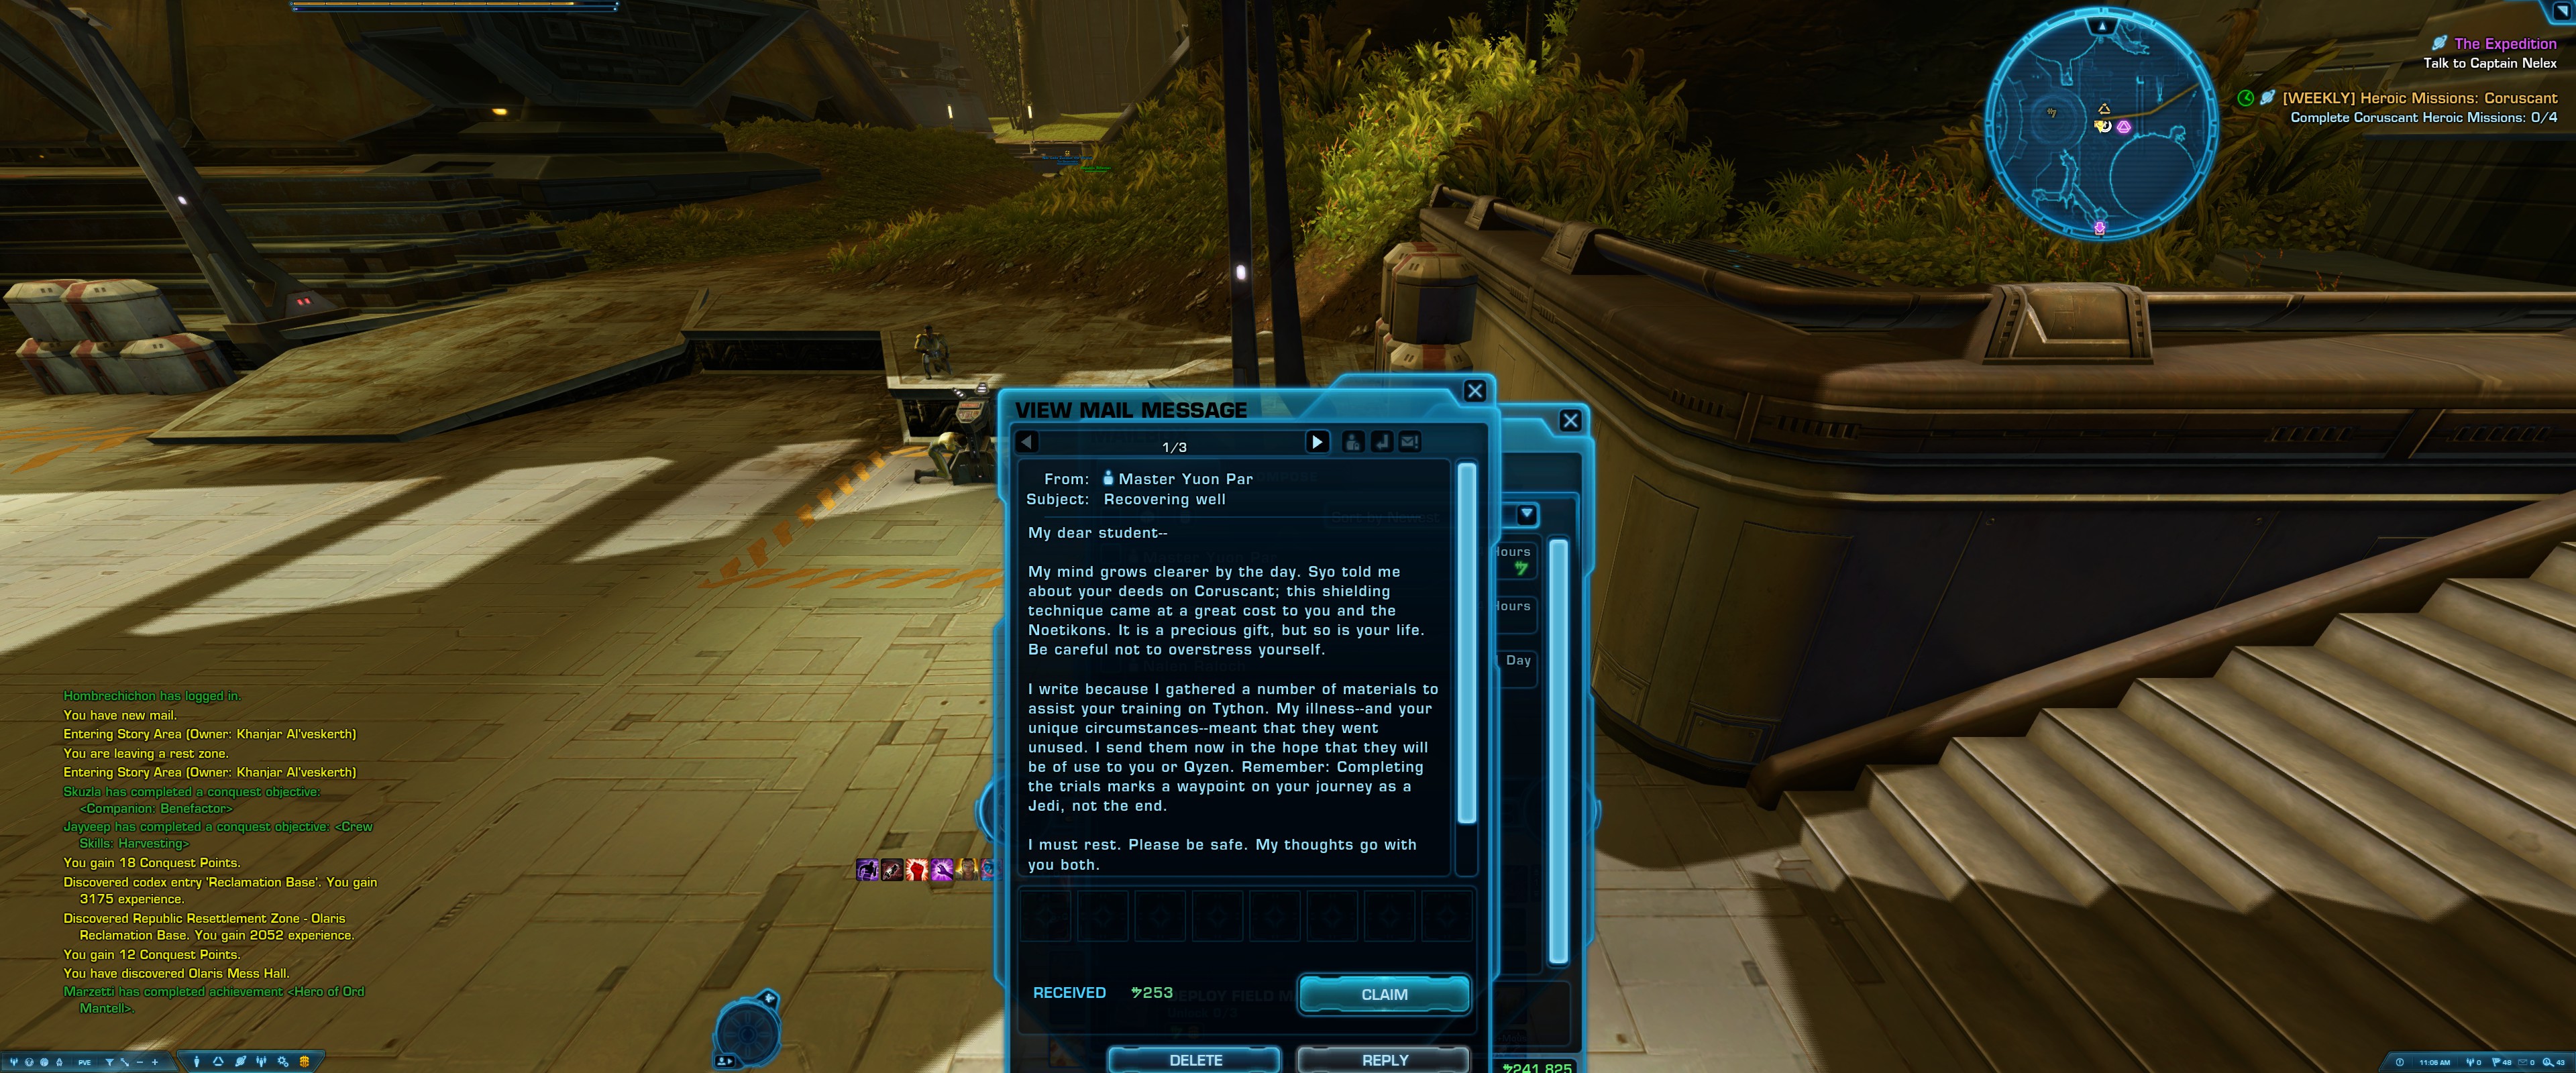 The Expedition
Talk to Captain Nelex
[WEEKLY] Heroic Missions: Coruscant
Complete Coruscant Heroic Missions: 0/4
VIEW MAIL MESSAGE
1/3
From: Master Yuon Par
Subject: Recovering well
My dear student--
My mind grows clearer by the day. Syo told me
about your deeds on Coruscant; this shielding
technique came at a great cost to you and the
Noetikons. It is a precious gift, but so is your life.
Be careful not to overstress yourself.
I write because I gathered a number of materials to
assist your training on Tython. My illness--and your
unique circumstances--meant that they went
unused. I send them now in the hope that they will
be of use to you or Qyzen. Remember: Completing
the trials marks a waypoint on your journey as a
Jedi, not the end.
I must rest. Please be safe. My thoughts go with
you both.
RECEIVED 253
CLAIM
DELETE
REPLY
Hours
Hours
Day
241,825
Hombrechichon has logged in.
You have new mail.
Entering Story Area (Owner: Khanjar Al'veskerth)
You are leaving a rest zone.
Entering Story Area (Owner: Khanjar Al'veskerth)
Skuzla has completed a conquest objective:
<Companion: Benefactor>
Jayveep has completed a conquest objective: <Crew
Skills: Harvesting>
You gain 18 Conquest Points.
Discovered codex entry 'Reclamation Base'. You gain
3175 experience.
Discovered Republic Resettlement Zone - Olaris
Reclamation Base. You gain 2052 experience.
You gain 12 Conquest Points.
You have discovered Olaris Mess Hall.
Marzetti has completed achievement <Hero of Ord
Mantell>.
PVE
11:08 AM 0 48 0 43